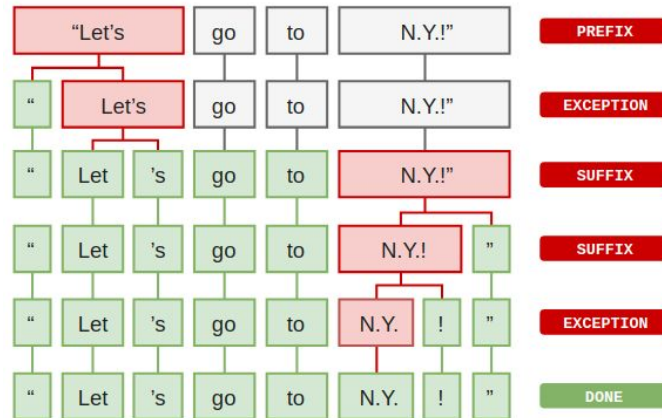 “Let’s go to N.Y.!” PREFIX
“ Let’s go to N.Y.!” EXCEPTION
“ Let ’s go to N.Y.!” SUFFIX
“ Let ’s go to N.Y.! ” SUFFIX
“ Let ’s go to N.Y. ! ” EXCEPTION
“ Let ’s go to N.Y. ! ” DONE